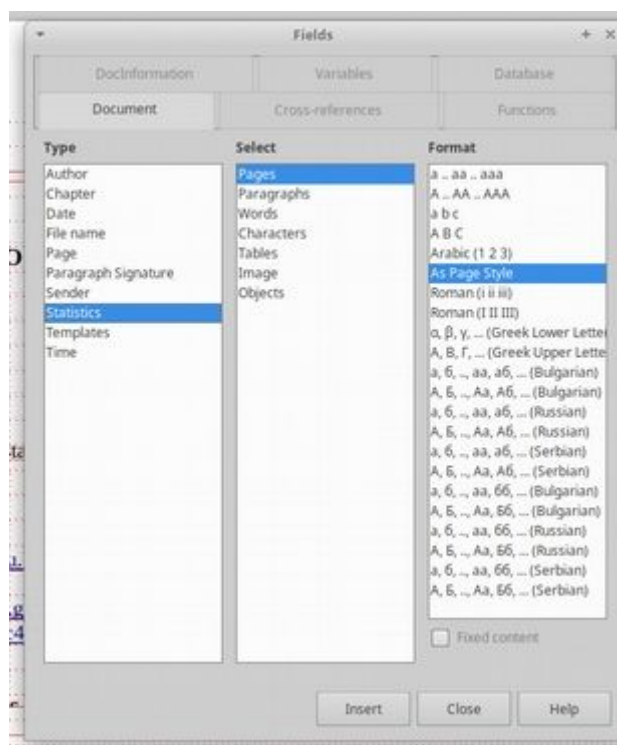 Fields
DocInformation
Variables
Database
Document
Cross-references
Functions
Type
Author
Chapter
Date
File name
Page
Paragraph Signature
Sender
Statistics
Templates
Time
Select
Pages
Paragraphs
Words
Characters
Tables
Image
Objects
Format
a .. aa .. aaa
A .. AA .. AAA
a b c
A B C
Arabic (1 2 3)
As Page Style
Roman (i ii iii)
Roman (I II III)
α, β, γ, ... (Greek Lower Letter
Α, Β, Γ, ... (Greek Upper Lette
а, б, .., аа, аб, ... (Bulgarian)
А, Б, .., Аа, Аб, ... (Bulgarian)
а, б, .., аа, аб, ... (Russian)
А, Б, .., Аа, Аб, ... (Russian)
а, б, .., аа, аб, ... (Serbian)
А, Б, .., Аа, Аб, ... (Serbian)
а, б, .., аа, бб, ... (Bulgarian)
А, Б, .., Аа, Бб, ... (Bulgarian)
а, б, .., аа, бб, ... (Russian)
А, Б, .., Аа, Бб, ... (Russian)
а, б, .., аа, бб, ... (Serbian)
А, Б, .., Аа, Бб, ... (Serbian)
Fixed content
Insert
Close
Help